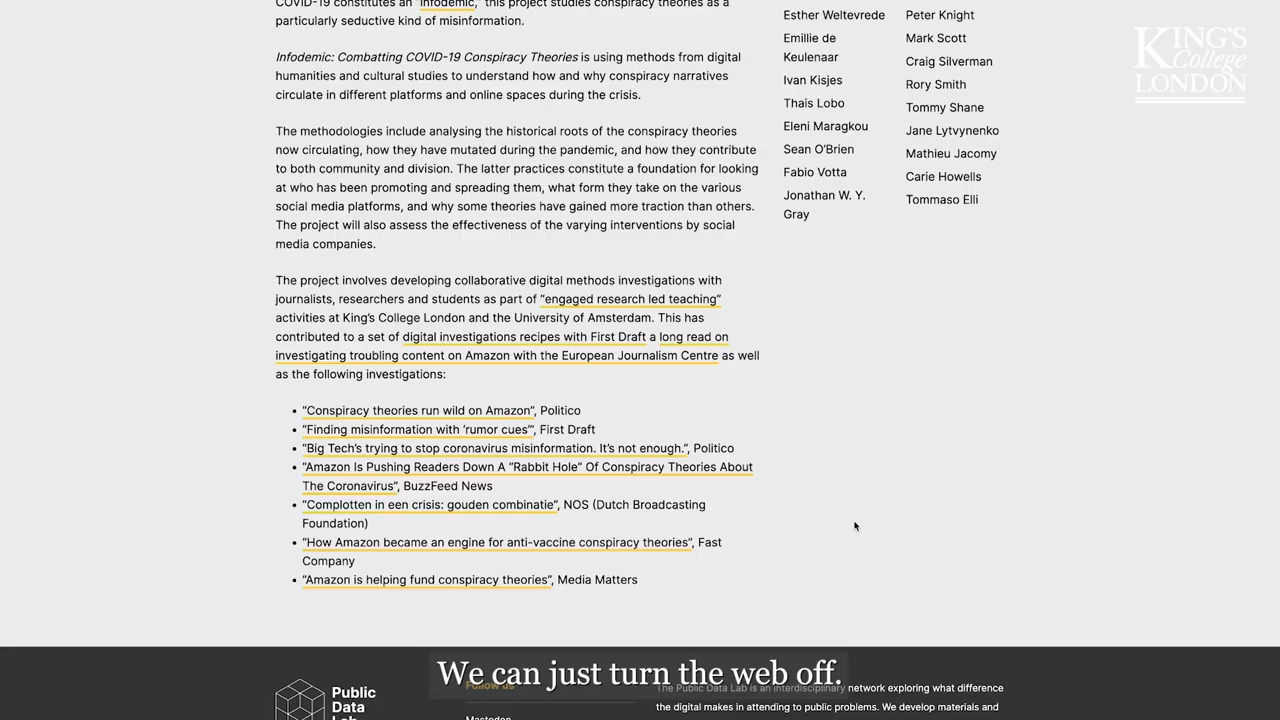 COVID-19 constitutes an “infodemic,” this project studies conspiracy theories as a
particularly seductive kind of misinformation.
Infodemic: Combatting COVID-19 Conspiracy Theories is using methods from digital
humanities and cultural studies to understand how and why conspiracy narratives
circulate in different platforms and online spaces during the crisis.
The methodologies include analysing the historical roots of the conspiracy theories
now circulating, how they have mutated during the pandemic, and how they contribute
to both community and division. The latter practices constitute a foundation for looking
at who has been promoting and spreading them, what form they take on the various
social media platforms, and why some theories have gained more traction than others.
The project will also assess the effectiveness of the varying interventions by social
media companies.
The project involves developing collaborative digital methods investigations with
journalists, researchers and students as part of “engaged research led teaching”
activities at King’s College London and the University of Amsterdam. This has
contributed to a set of digital investigations recipes with First Draft a long read on
investigating troubling content on Amazon with the European Journalism Centre as well
as the following investigations:
• “Conspiracy theories run wild on Amazon”, Politico
• “Finding misinformation with ‘rumor cues’”, First Draft
• “Big Tech’s trying to stop coronavirus misinformation. It’s not enough.”, Politico
• “Amazon Is Pushing Readers Down A “Rabbit Hole” Of Conspiracy Theories About
The Coronavirus”, BuzzFeed News
• “Complotten in een crisis: gouden combinatie”, NOS (Dutch Broadcasting
Foundation)
• “How Amazon became an engine for anti-vaccine conspiracy theories”, Fast
Company
• “Amazon is helping fund conspiracy theories”, Media Matters
Esther Weltevrede
Emillie de
Keulenaar
Ivan Kisjes
Thais Lobo
Eleni Maragkou
Sean O’Brien
Fabio Votta
Jonathan W. Y.
Gray
Peter Knight
Mark Scott
Craig Silverman
Rory Smith
Tommy Shane
Jane Lytvynenko
Mathieu Jacomy
Carie Howells
Tommaso Elli
KING’S
College
LONDON
We can just turn the web off.
Public
Data
Lab
Follow us
Mastodon
The Public Data Lab is an interdisciplinary network exploring what difference
the digital makes in attending to public problems. We develop materials and